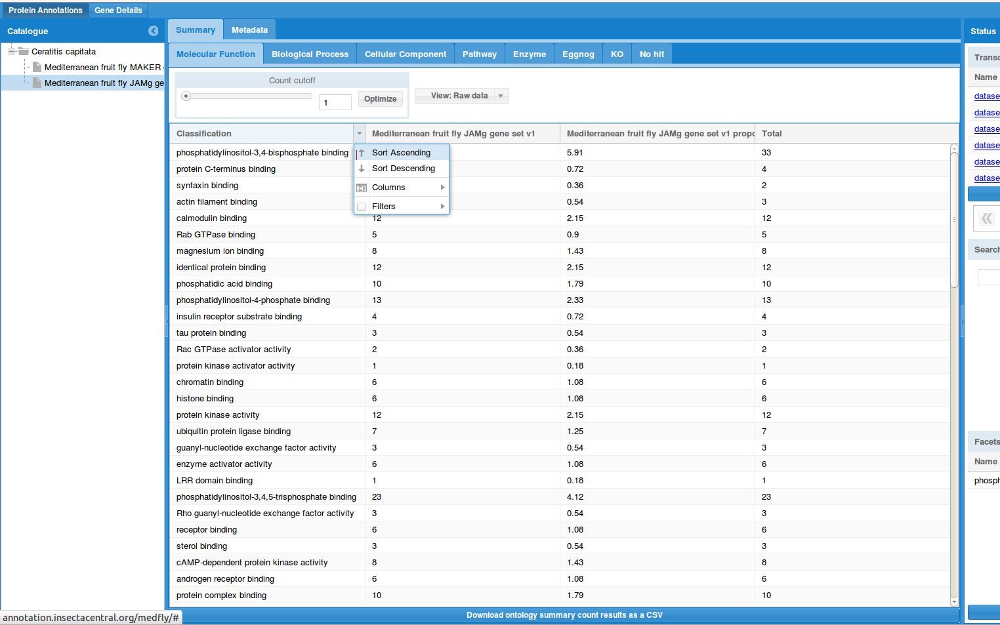 Protein Annotations Gene Details
Catalogue
Ceratitis capitata
Mediterranean fruit fly MAKER
Mediterranean fruit fly JAMg ge
Summary Metadata
Molecular Function Biological Process Cellular Component Pathway Enzyme Eggnog KO No hit
Count cutoff
1 Optimize View: Raw data
Classification Mediterranean fruit fly JAMg gene set v1 Mediterranean fruit fly JAMg gene set v1 propo Total
phosphatidylinositol-3,4-bisphosphate binding 5.91 33
protein C-terminus binding 0.72 4
syntaxin binding 0.36 2
actin filament binding 0.54 3
calmodulin binding 12 2.15 12
Rab GTPase binding 5 0.9 5
magnesium ion binding 8 1.43 8
identical protein binding 12 2.15 12
phosphatidic acid binding 10 1.79 10
phosphatidylinositol-4-phosphate binding 13 2.33 13
insulin receptor substrate binding 4 0.72 4
tau protein binding 3 0.54 3
Rac GTPase activator activity 2 0.36 2
protein kinase activator activity 1 0.18 1
chromatin binding 6 1.08 6
histone binding 6 1.08 6
protein kinase activity 12 2.15 12
ubiquitin protein ligase binding 7 1.25 7
guanyl-nucleotide exchange factor activity 3 0.54 3
enzyme activator activity 6 1.08 6
LRR domain binding 1 0.18 1
phosphatidylinositol-3,4,5-trisphosphate binding 23 4.12 23
Rho guanyl-nucleotide exchange factor activity 3 0.54 3
receptor binding 6 1.08 6
sterol binding 3 0.54 3
cAMP-dependent protein kinase activity 8 1.43 8
androgen receptor binding 6 1.08 6
protein complex binding 10 1.79 10
Sort Ascending
Sort Descending
Columns
Filters
Download ontology summary count results as a CSV
Status
Transc
Name
datase
datase
datase
datase
datase
datase
Search
Facets
Name
phosph
annotation.insectacentral.org/medfly/#